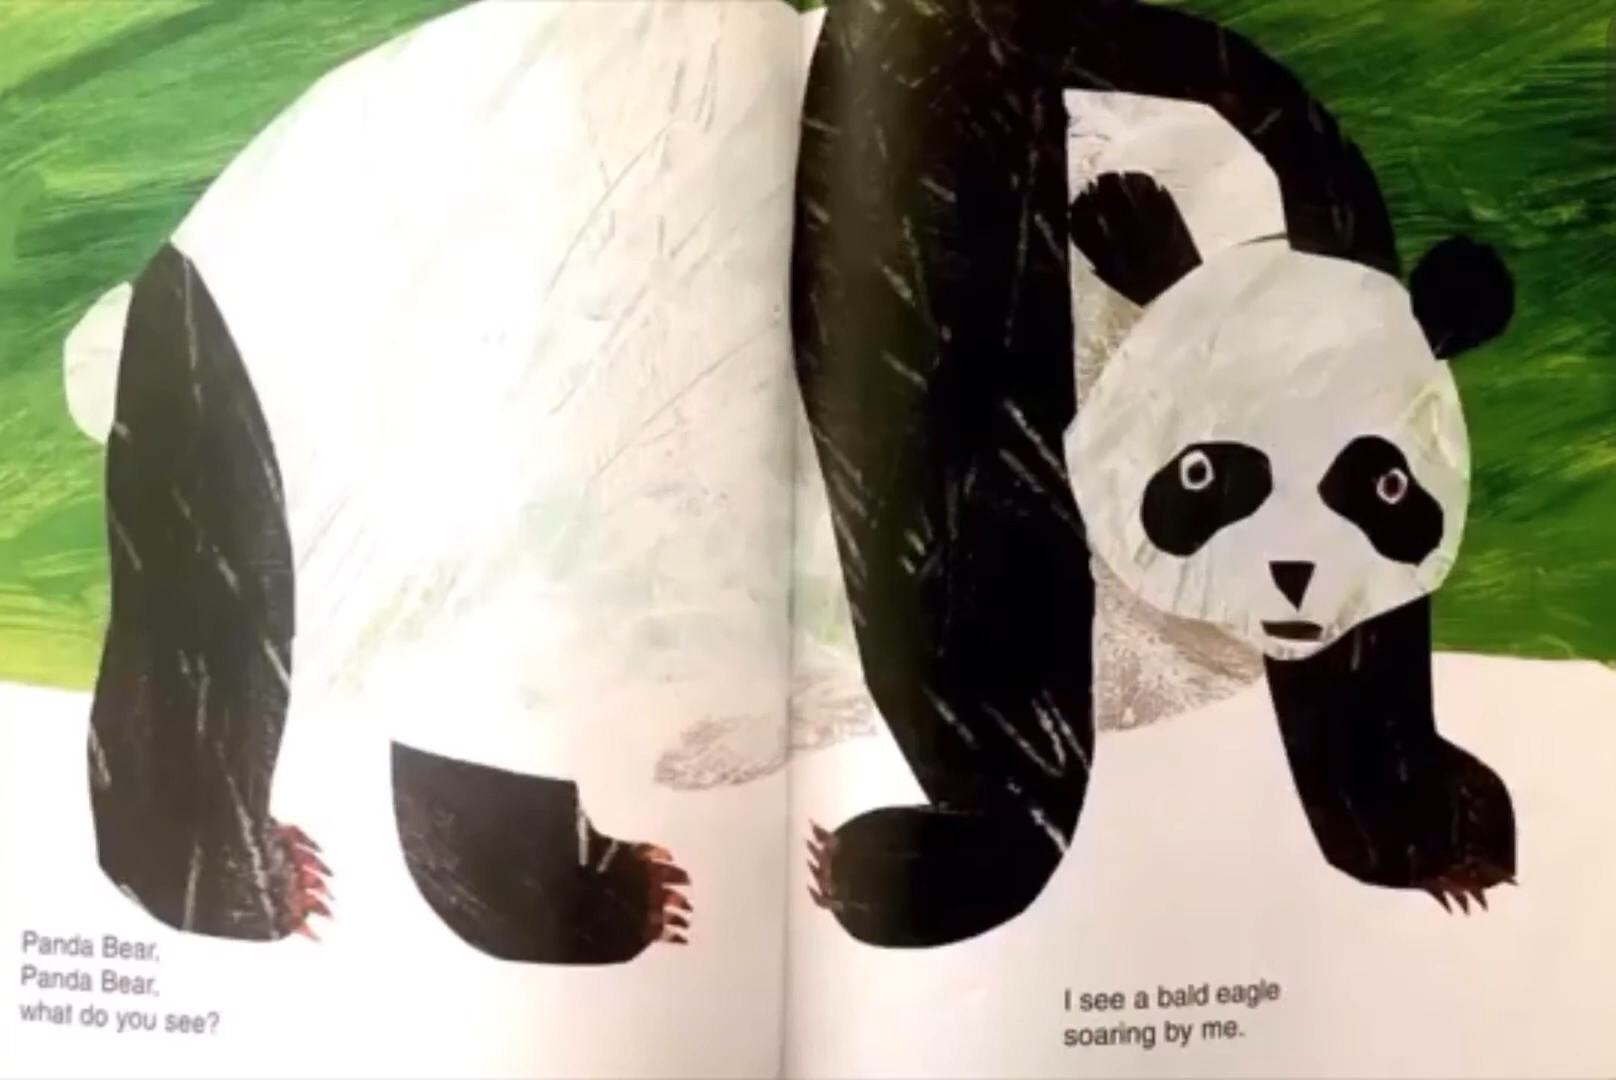 Panda Bear,
Panda Bear,
what do you see?
I see a bald eagle
soaring by me.